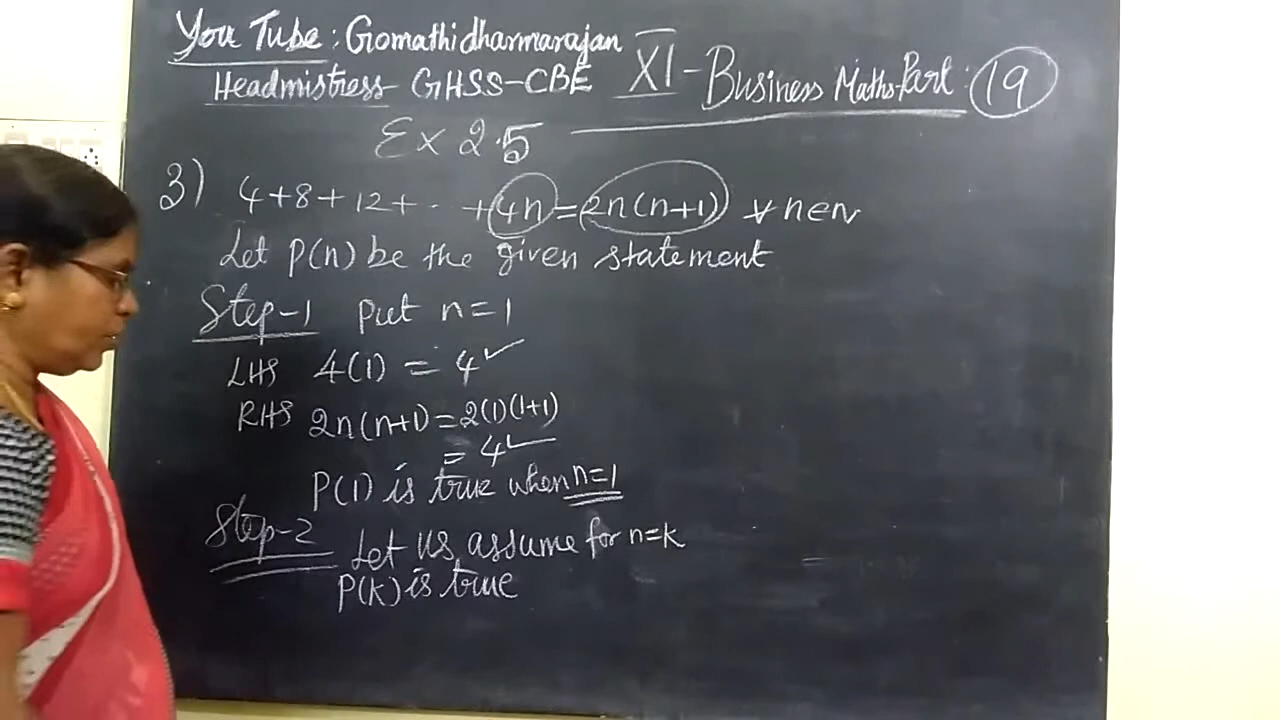 You Tube : Gomathidharmarajan
Headmistress - GHSS-CBE XI - Business Maths Part : 19
Ex 2.5
3) 4+8+12+ . . +4n=2n(n+1) ∀ n∈N
Let P(n) be the given statement
Step-1 Put n=1
LHS 4(1) = 4✓
RHS 2n(n+1)=2(1)(1+1)
= 4✓
P(1) is true when n=1
Step-2 Let us assume for n=k
P(k) is true